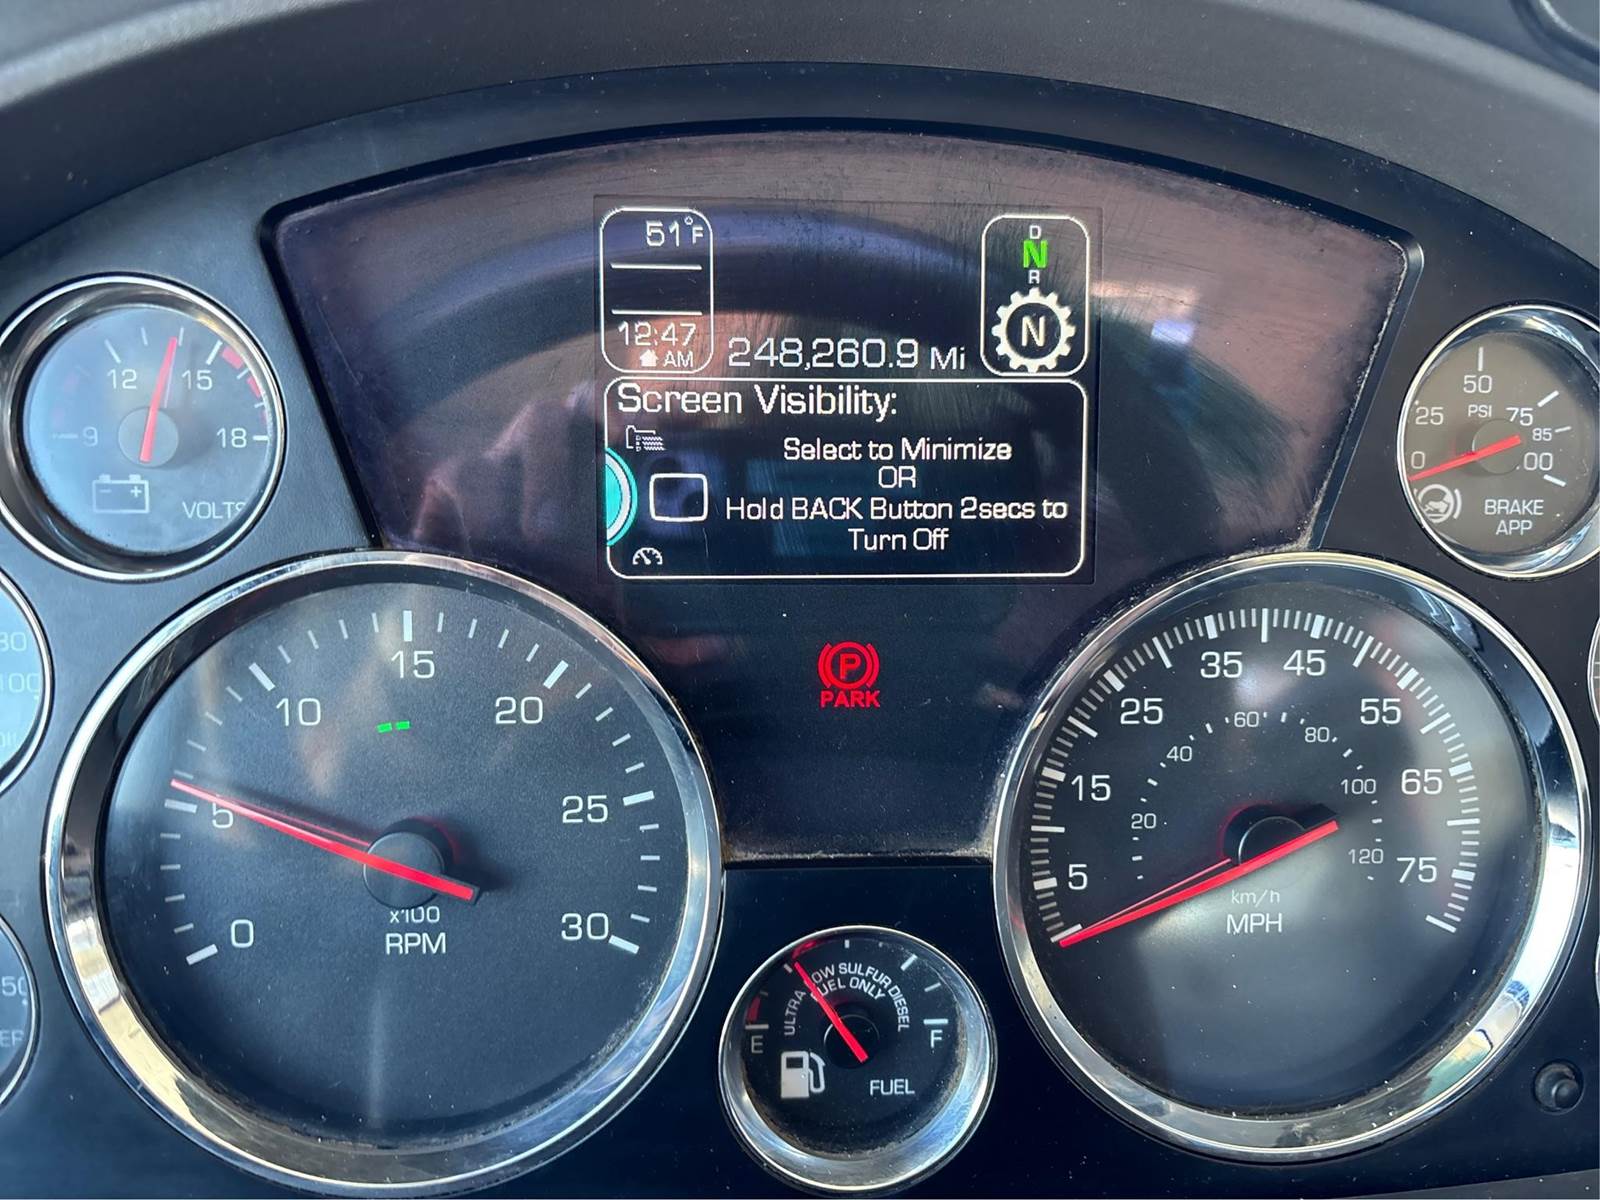 51°F
12:47
AM
248,260.9 Mi
D
N
R
N
Screen Visibility:
Select to Minimize
OR
Hold BACK Button 2secs to
Turn Off
9
12
15
18
- +
VOLTS
0
25
50
75
85
PSI
BRAKE
APP
P
PARK
0
5
10
15
20
25
30
x100
RPM
5
15
25
35
45
55
65
75
20
40
60
80
100
120
km/h
MPH
ULTRA LOW SULFUR DIESEL
FUEL ONLY
E
F
FUEL